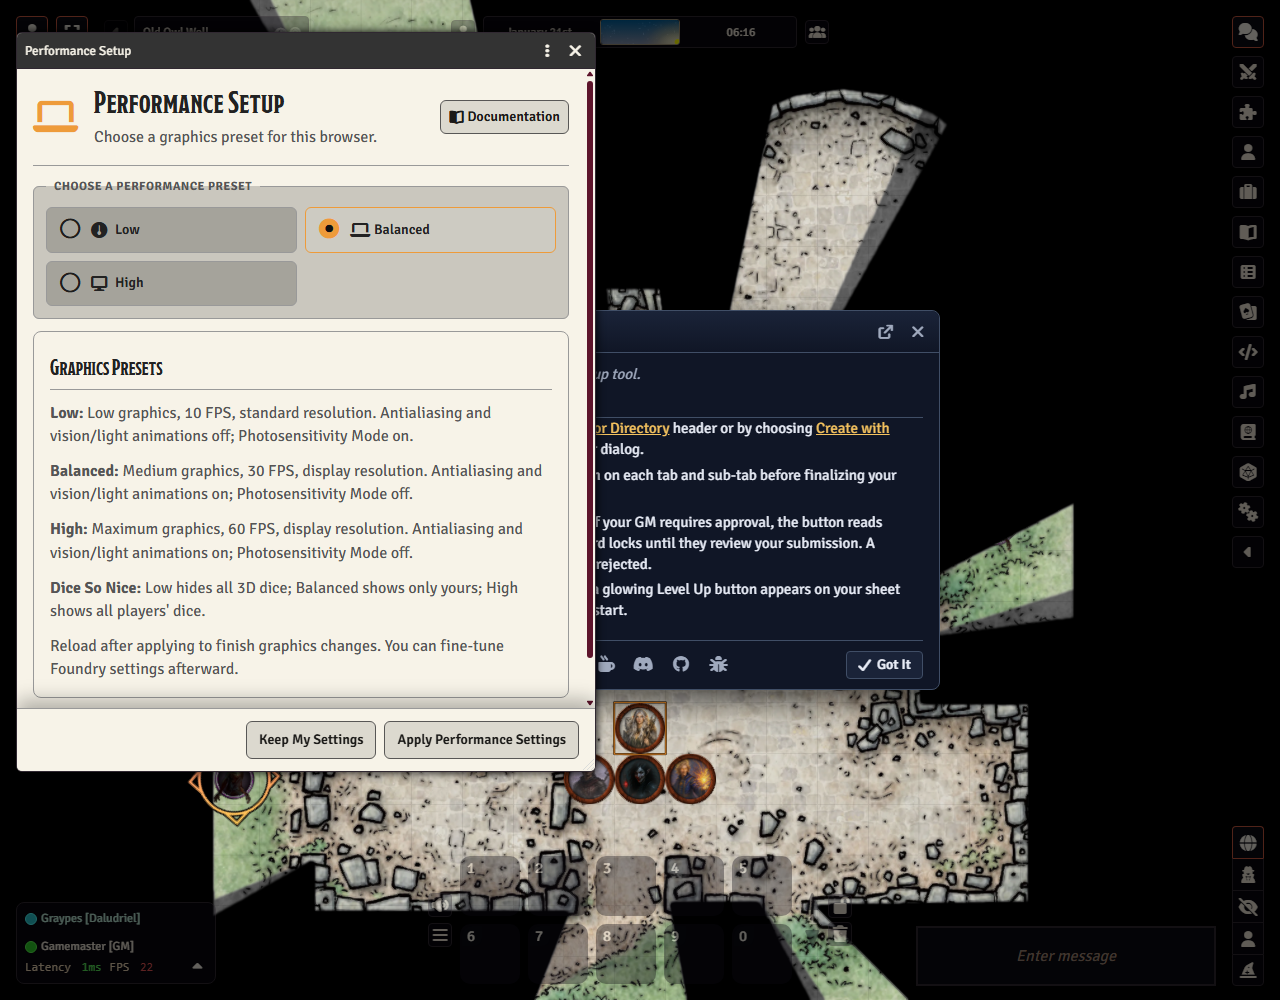 Old Owl Well
January 21st
06:16
Performance Setup
Performance Setup
Choose a graphics preset for this browser.
Documentation
CHOOSE A PERFORMANCE PRESET
Low
Balanced
High
Graphics Presets
Low: Low graphics, 10 FPS, standard resolution. Antialiasing and
vision/light animations off; Photosensitivity Mode on.
Balanced: Medium graphics, 30 FPS, display resolution. Antialiasing and
vision/light animations on; Photosensitivity Mode off.
High: Maximum graphics, 60 FPS, display resolution. Antialiasing and
vision/light animations on; Photosensitivity Mode off.
Dice So Nice: Low hides all 3D dice; Balanced shows only yours; High
shows all players' dice.
Reload after applying to finish graphics changes. You can fine-tune
Foundry settings afterward.
Keep My Settings
Apply Performance Settings
up tool.
or Directory header or by choosing Create with
dialog.
on each tab and sub-tab before finalizing your
if your GM requires approval, the button reads
locks until they review your submission. A
rejected.
glowing Level Up button appears on your sheet
start.
Got It
1 2 3 4 5
6 7 8 9 0
Graypes [Daludriel]
Gamemaster [GM]
Latency 1ms FPS 22
Enter message